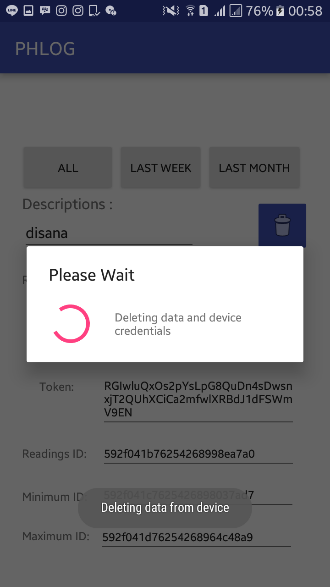 76% 00:58
PHLOG
ALL LAST WEEK LAST MONTH
Descriptions :
disana
Please Wait
Deleting data and device
credentials
Token:
RGIwluQxOs2pYsLpG8QuDn4sDwsn
xjT2QUhXCiCa2mfwlXRBdJ1dFSWm
V9EN
Readings ID: 592f041b76254268998ea7a0
Minimum ID:
Deleting data from device
Maximum ID: 592f041d76254268964c48a9